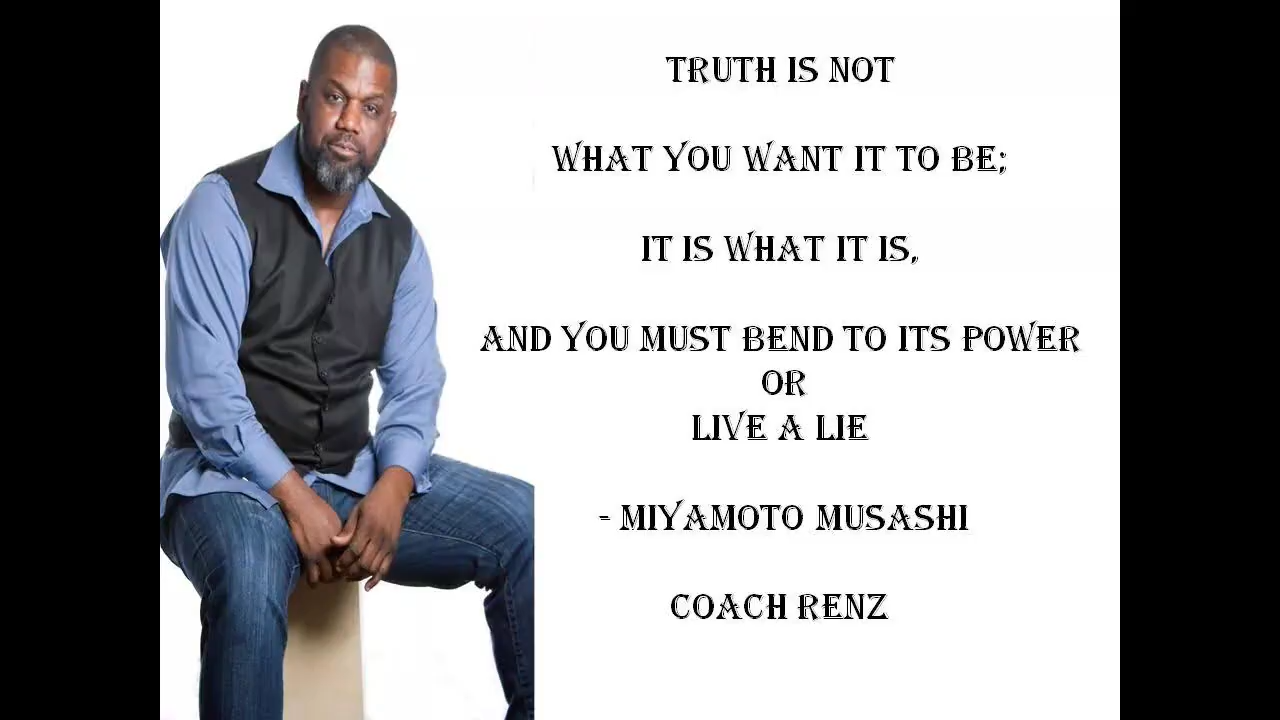 TRUTH IS NOT
WHAT YOU WANT IT TO BE;
IT IS WHAT IT IS,
AND YOU MUST BEND TO ITS POWER
OR
LIVE A LIE
- MIYAMOTO MUSASHI
COACH RENZ